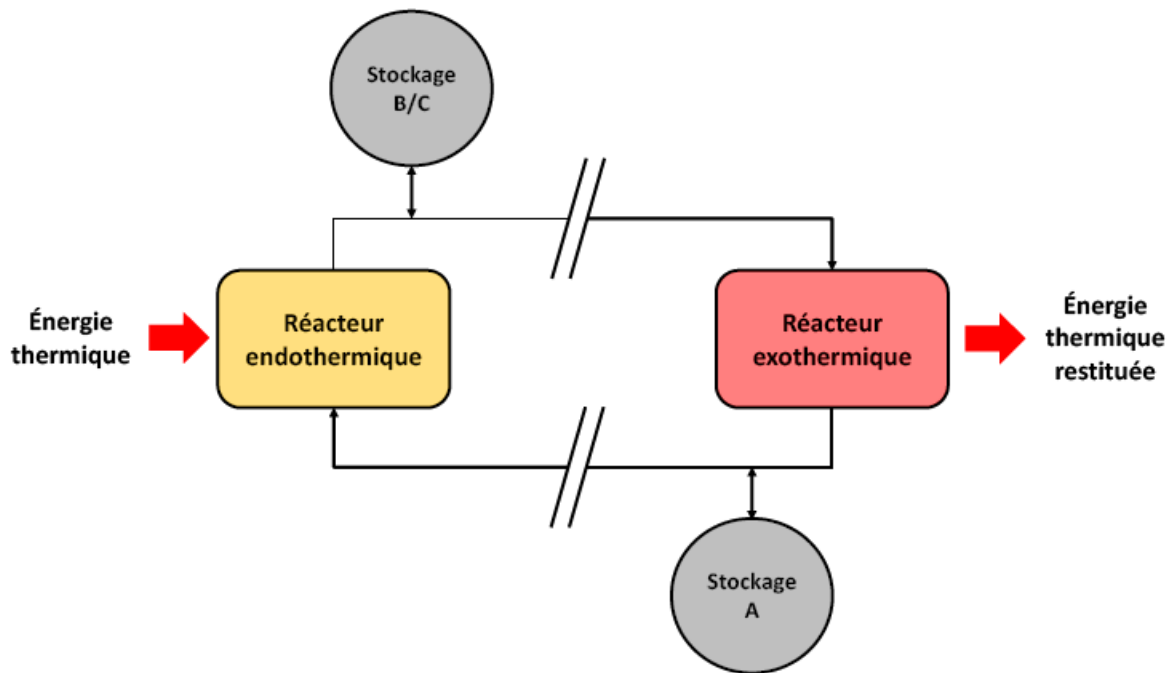 Stockage
B/C
Énergie
thermique
Réacteur
endothermique
Réacteur
exothermique
Énergie
thermique
restituée
Stockage
A